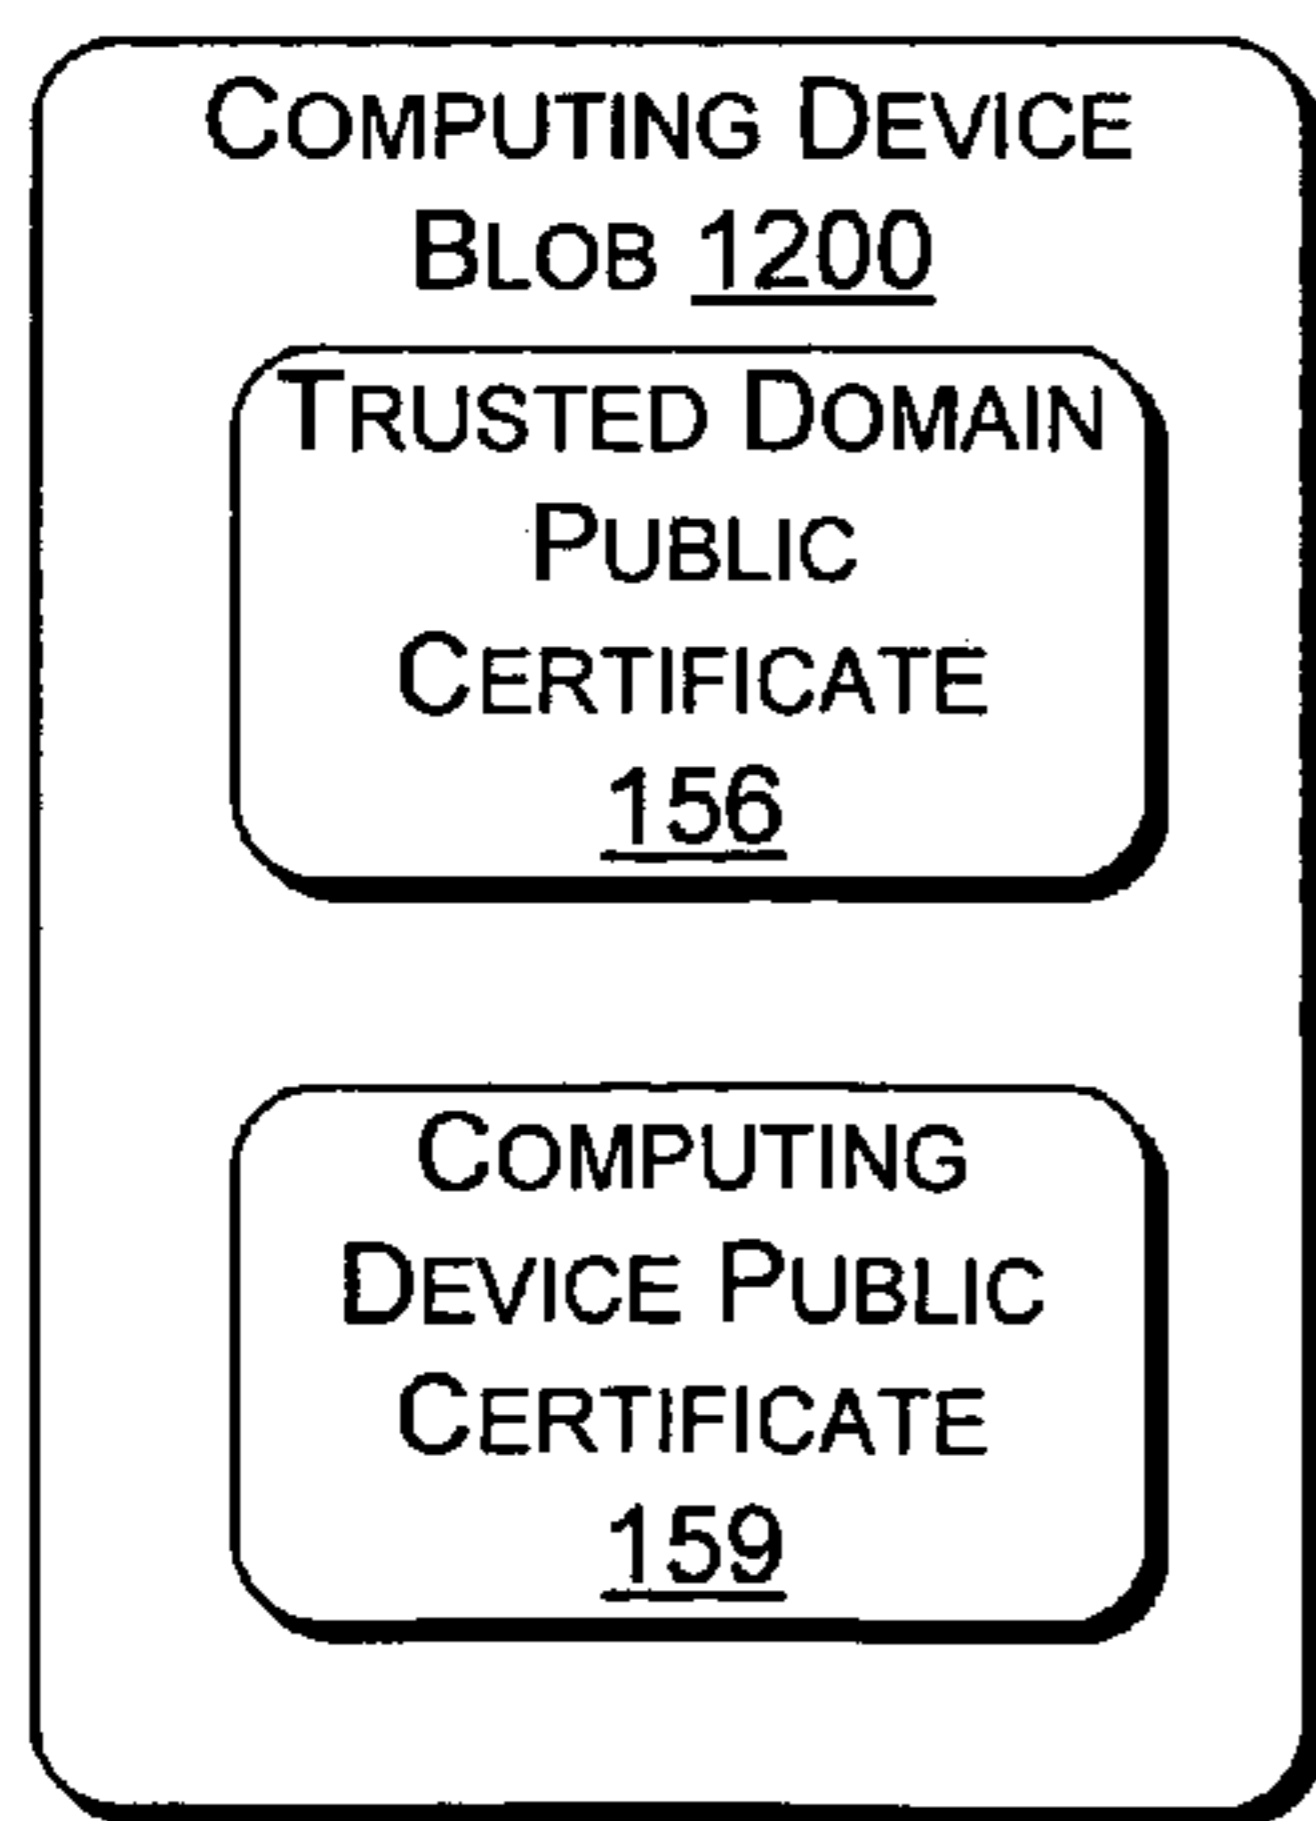 COMPUTING DEVICE
BLOB 1200
TRUSTED DOMAIN
PUBLIC
CERTIFICATE
156
COMPUTING
DEVICE PUBLIC
CERTIFICATE
159